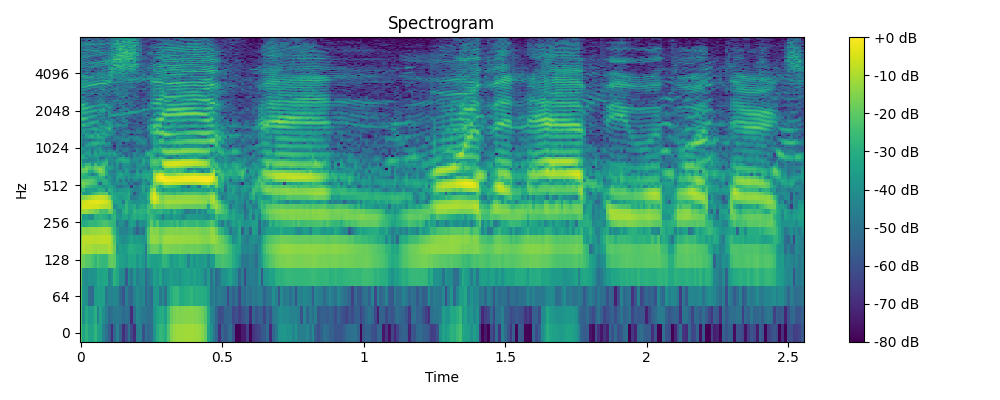 Spectrogram
Hz
4096
2048
1024
512
256
128
64
0
0 0.5 1 1.5 2 2.5
Time
+0 dB
-10 dB
-20 dB
-30 dB
-40 dB
-50 dB
-60 dB
-70 dB
-80 dB